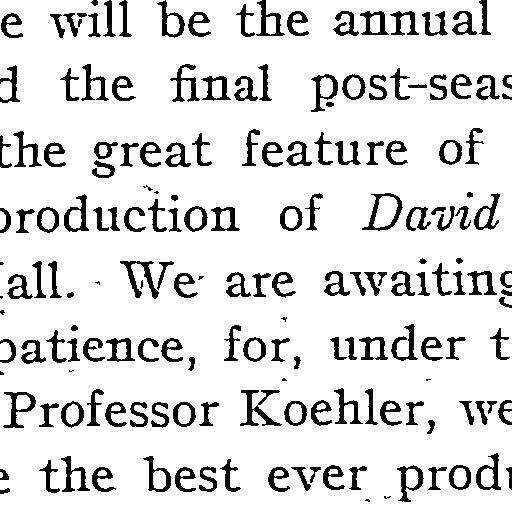 e will be the annual
d the final post-seas
the great feature of
production of David
all. We are awaiting
patience, for, under t
Professor Koehler, we
e the best ever produ